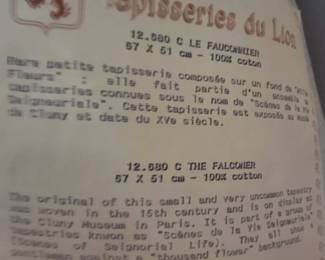 Tapisseries du Lion
12.680 C LE FAUCONNIER
67 X 51 cm - 100% coton
Rare petite tapisserie composée sur un fond de "Mille
Fleurs" : elle fait partie d'un ensemble de
tapisseries connues sous le nom de "Scènes de la Vie
Seigneuriale". Cette tapisserie est exposée au Musée
de Cluny et date du XVe siècle.
12.680 C THE FALCONER
67 X 51 cm - 100% cotton
The original of this small and very uncommon tapestry
was woven in the 15th century and is on display at
the Cluny Museum in Paris. It is part of a group of
tapestries known as "Scènes de la Vie Seigneuriale"
(Scenes of Seignorial Life). They all show
Gentleman against a "thousand flower" background.